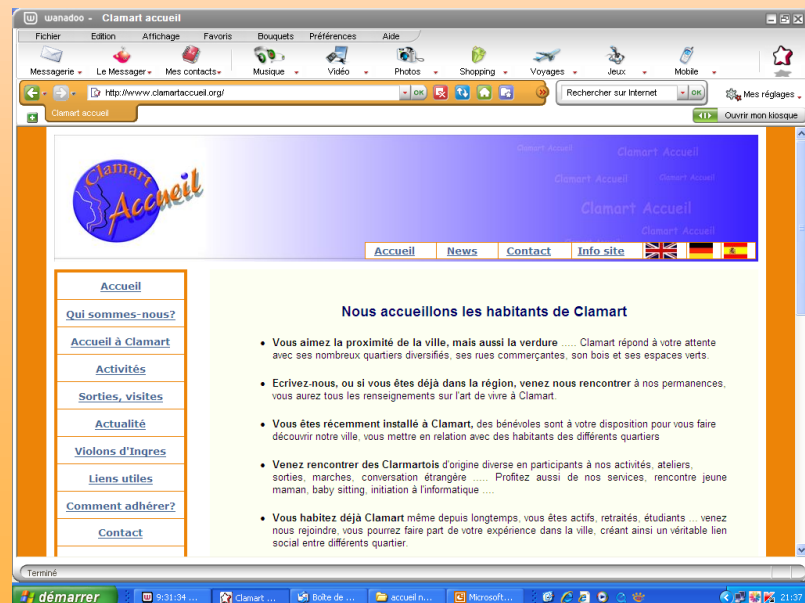 wanadoo - Clamart accueil
Fichier Edition Affichage Favoris Bouquets Préférences Aide
Messagerie Le Messager Mes contacts Musique Vidéo Photos Shopping Voyages Jeux Mobile
http://www.clamartaccueil.org/ OK Rechercher sur Internet OK Mes réglages
Clamart accueil Ouvrir mon kiosque
Clamart Accueil
Clamart Accueil
Clamart Accueil
Clamart Accueil Clamart Accueil
Clamart Accueil
Clamart Accueil
Accueil News Contact Info site
Accueil
Qui sommes-nous?
Accueil à Clamart
Activités
Sorties, visites
Actualité
Violons d'Ingres
Liens utiles
Comment adhérer?
Contact
Nous accueillons les habitants de Clamart
• Vous aimez la proximité de la ville, mais aussi la verdure ..... Clamart répond à votre attente
avec ses nombreux quartiers diversifiés, ses rues commerçantes, son bois et ses espaces verts.
• Ecrivez-nous, ou si vous êtes déjà dans la région, venez nous rencontrer à nos permanences,
vous aurez tous les renseignements sur l'art de vivre à Clamart.
• Vous êtes récemment installé à Clamart, des bénévoles sont à votre disposition pour vous faire
découvrir notre ville, vous mettre en relation avec des habitants des différents quartiers
• Venez rencontrer des Clarmartois d'origine diverse en participants à nos activités, ateliers,
sorties, marches, conversation étrangère ..... Profitez aussi de nos services, rencontre jeune
maman, baby sitting, initiation à l'informatique ....
• Vous habitez déjà Clamart même depuis longtemps, vous êtes actifs, retraités, étudiants ... venez
nous rejoindre, vous pourrez faire part de votre expérience dans la ville, créant ainsi un véritable lien
social entre différents quartier.
Terminé
démarrer 9:31:34 ... Clamart ... Boîte de ... accueil n... Microsoft... 21:37